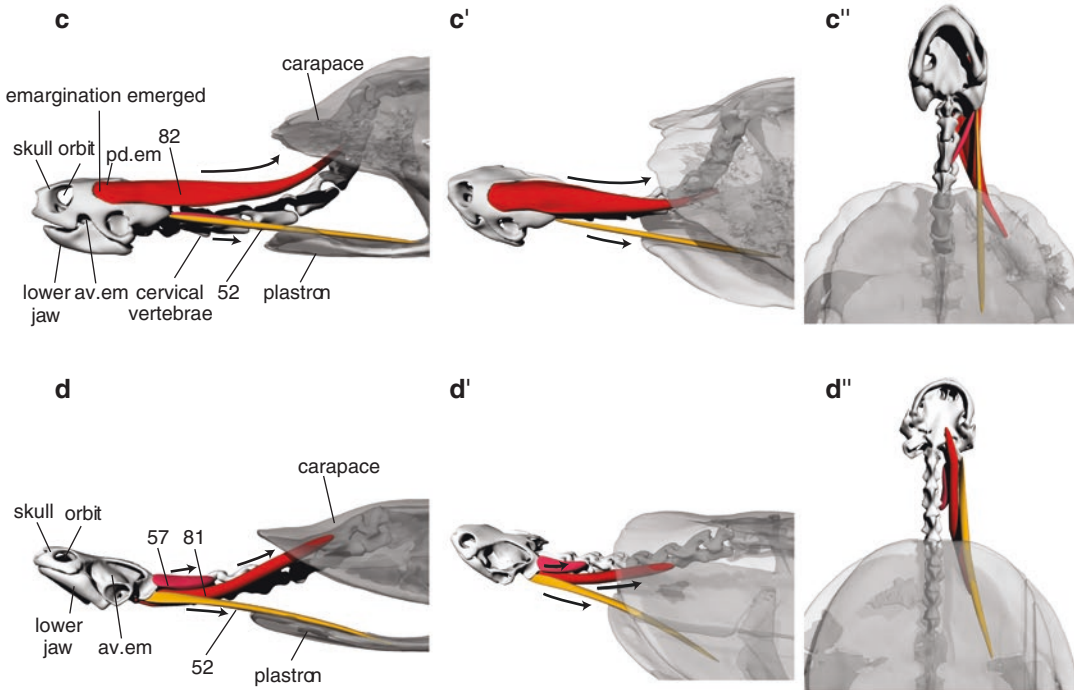 c
c'
c"
carapace
emargination emerged
82
skull orbit
pd.em
lower
jaw
av.em
cervical
vertebrae
52
plastron
d
d'
d"
carapace
skull
orbit
57
81
lower
jaw
av.em
52
plastron